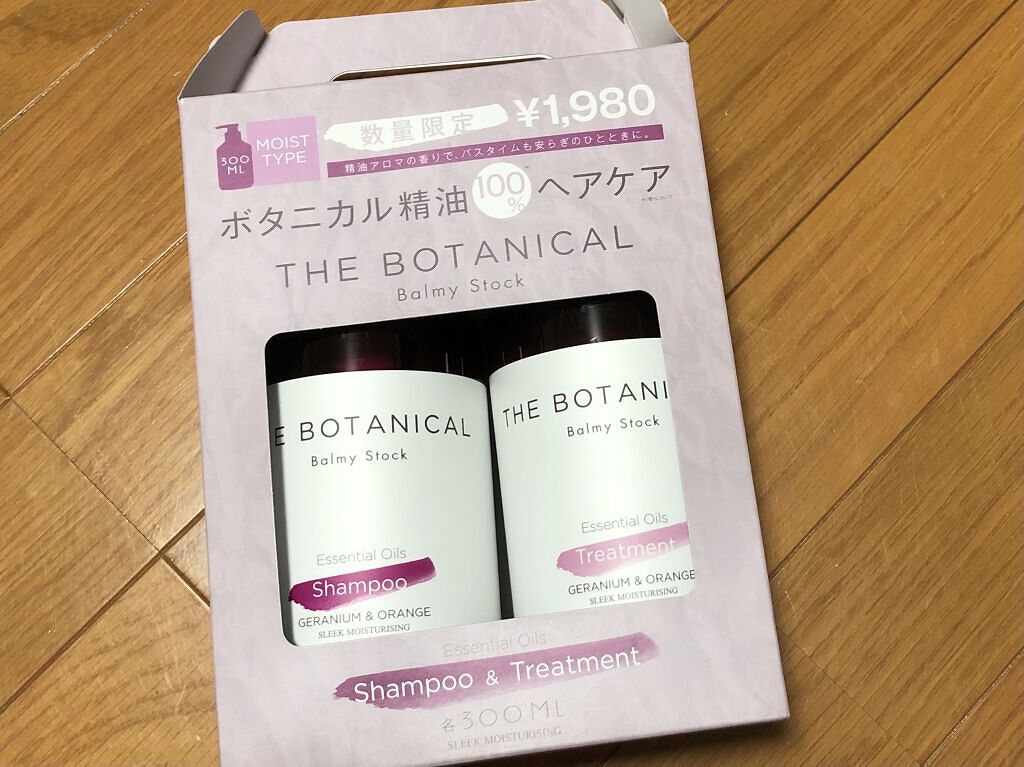 数量限定
¥1,980
300
ML
MOIST
TYPE
精油アロマの香りで、バスタイムも安らぎのひとときに。
ボタニカル精油100%ヘアケア
THE BOTANICAL
Balmy Stock
E BOTANICAL
Balmy Stock
Essential Oils
Shampoo
GERANIUM & ORANGE
SLEEK MOISTURISING
THE BOTANI
Balmy Stock
Essential Oils
Treatment
GERANIUM & ORANGE
SLEEK MOISTURISING
Essential Oils
Shampoo & Treatment
各300ML
SLEEK MOISTURISING